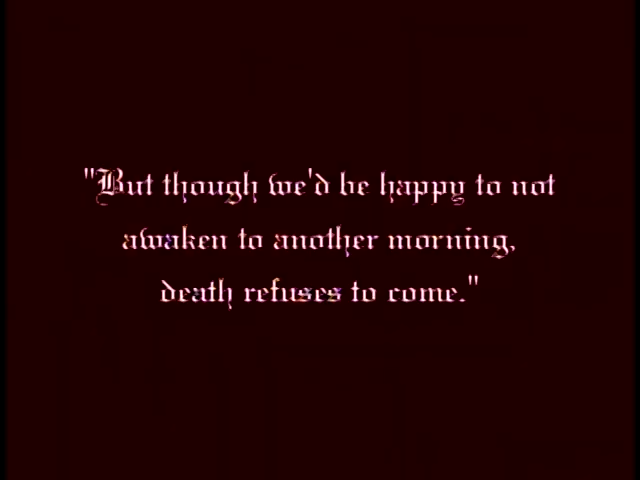 "But though we'd be happy to not
awaken to another morning,
death refuses to come."